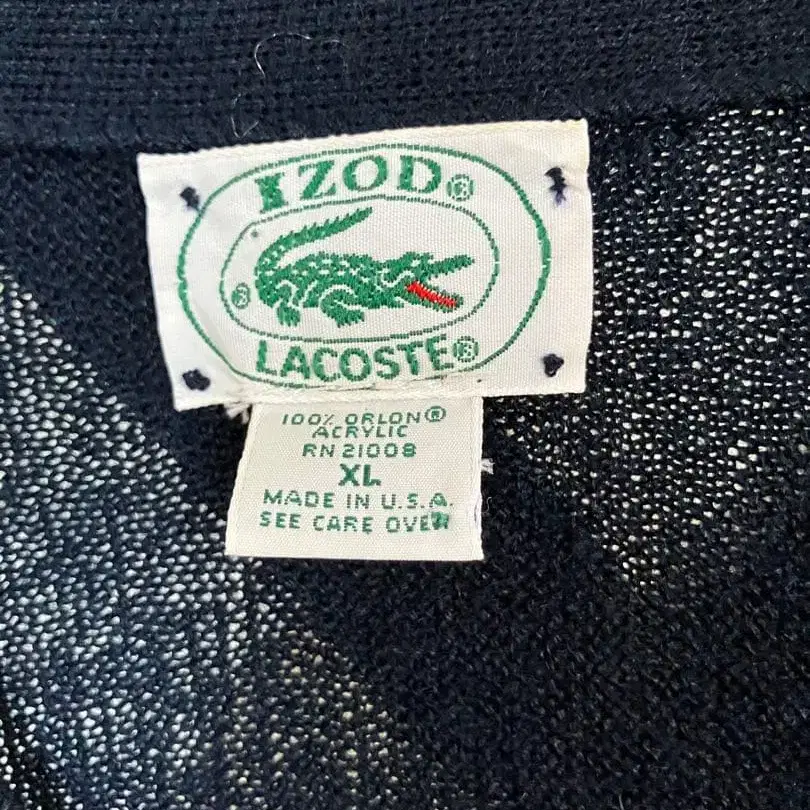 IZOD®
®
LACOSTE®
100% ORLON®
ACRYLIC
RN 21008
XL
MADE IN U.S.A.
SEE CARE OVER